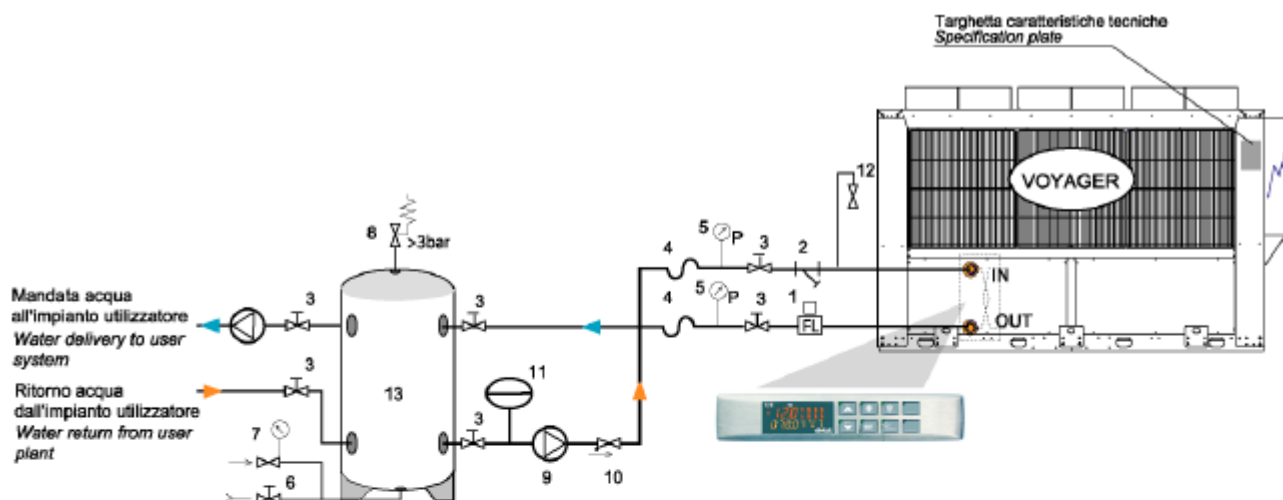 Targhetta caratteristiche tecniche
Specification plate
VOYAGER
12
8
>3bar
5
P
3
2
4
IN
Mandata acqua
all'impianto utilizzatore
Water delivery to user
system
3
3
5
P
3
1
4
FL
OUT
Ritorno acqua
dall'impianto utilizzatore
Water return from user
plant
3
13
11
7
3
9
10
6